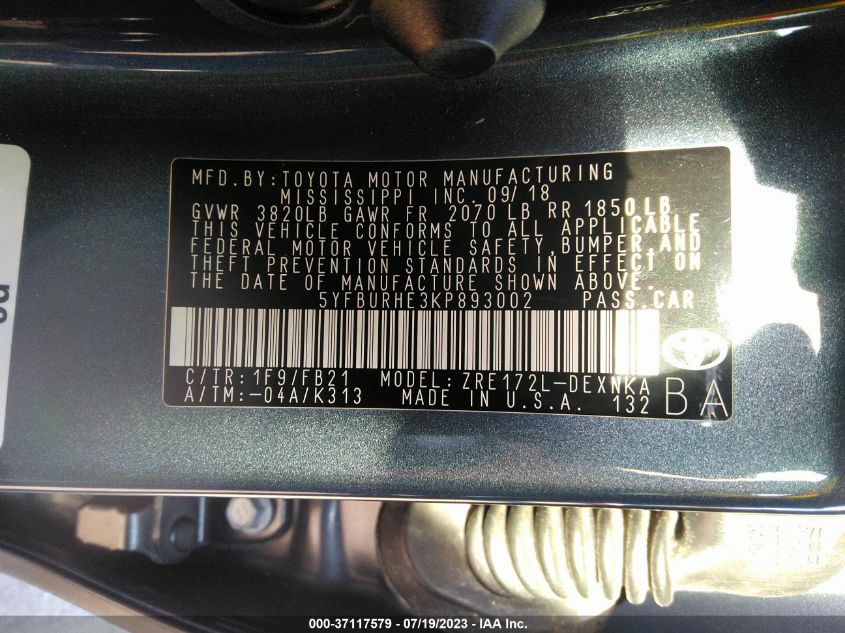 MFD.BY:TOYOTA MOTOR MANUFACTURING
MISSISSIPPI INC. 09/18
GVWR 3820LB GAWR FR 2070 LB RR 1850LB
THIS VEHICLE CONFORMS TO ALL APPLICABLE
FEDERAL MOTOR VEHICLE SAFETY, BUMPER,AND
THEFT PREVENTION STANDARDS IN EFFECT ON
THE DATE OF MANUFACTURE SHOWN ABOVE.
5YFBURHE3KP893002 PASS.CAR
C/TR:1F9/FB21 MODEL:ZRE172L-DEXNKA
A/TM:-04A/K313 MADE IN U.S.A. 132
BA
000-37117579 - 07/19/2023 - IAA Inc.